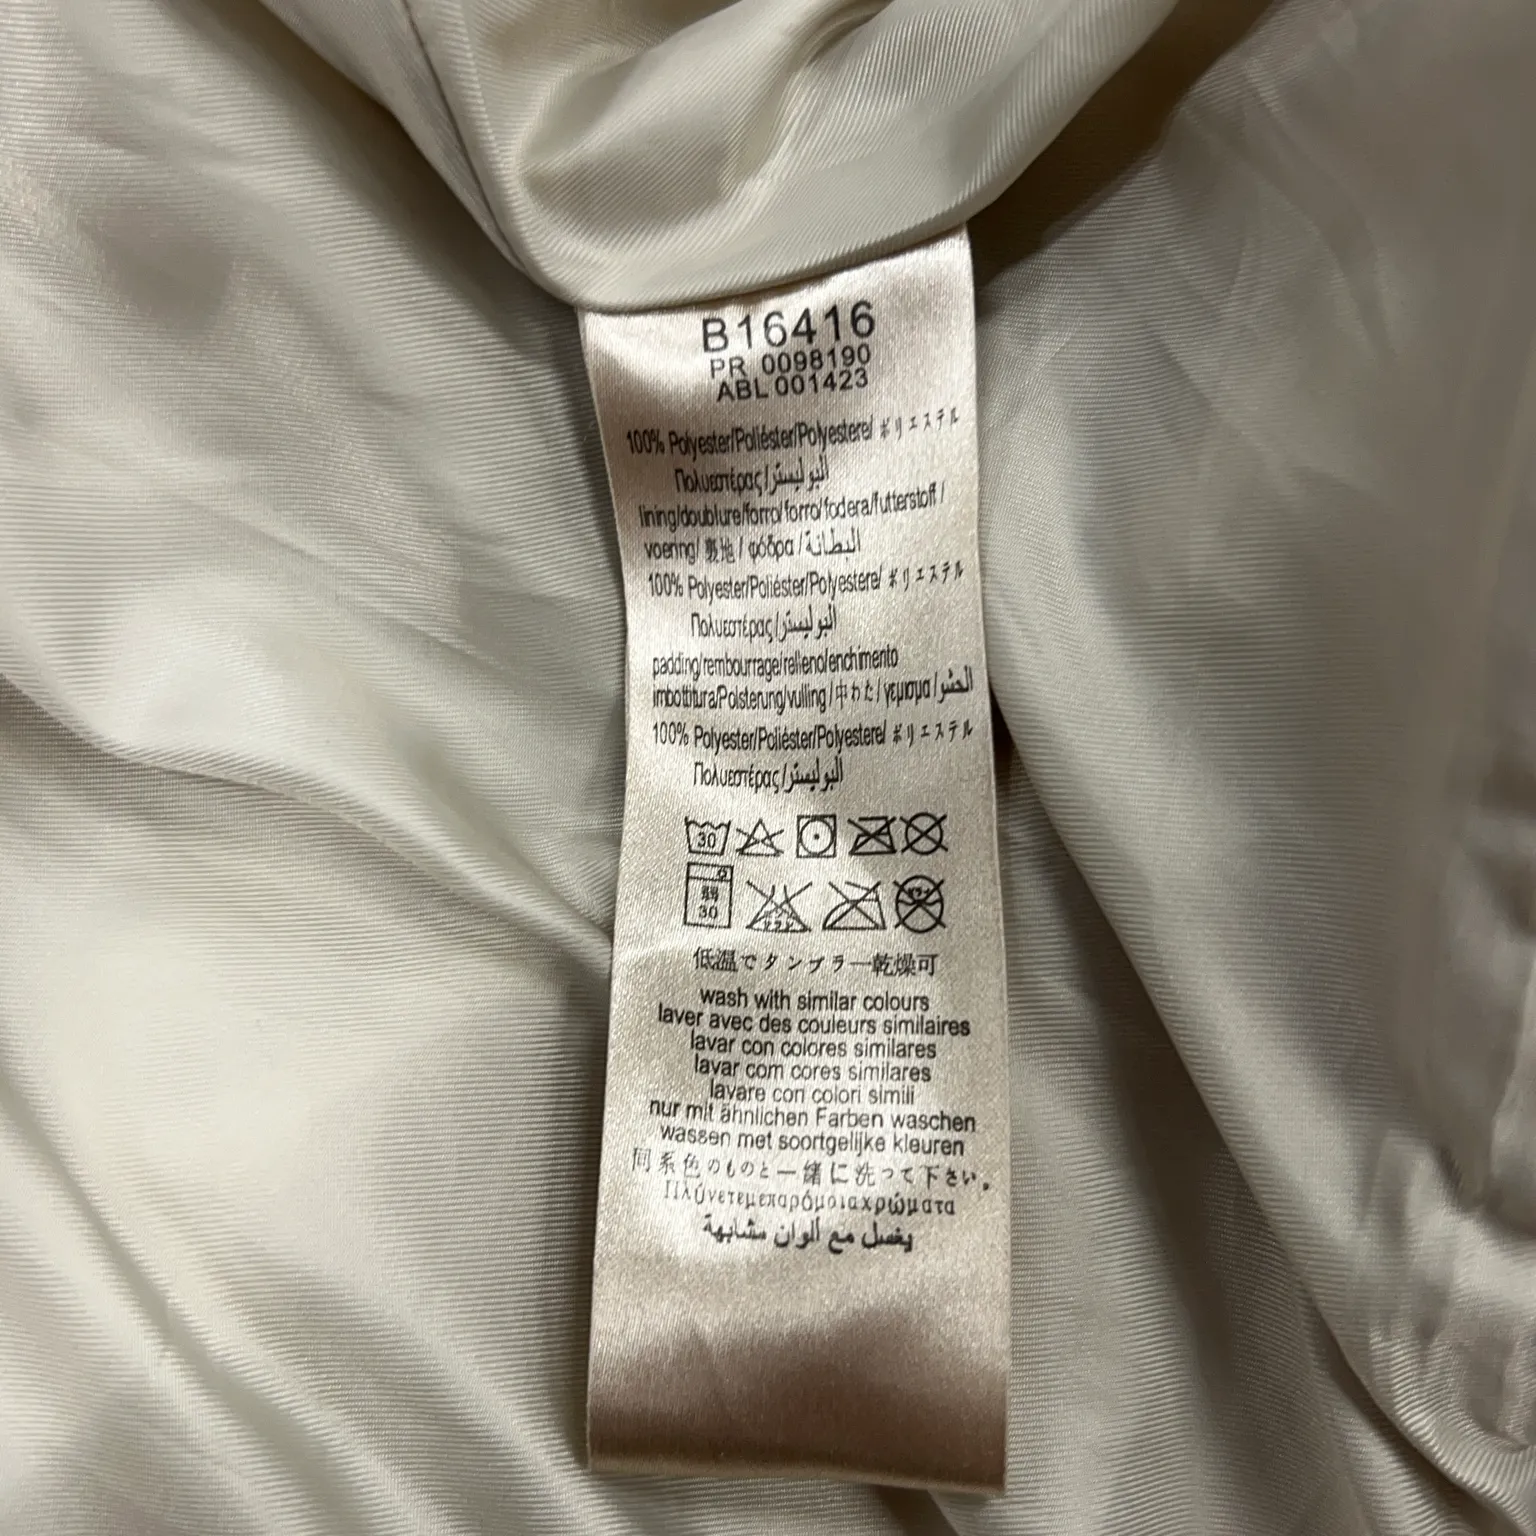 B16416
PR 0098190
ABL 001423
100% Polyester/Poliéster/Polyestere/ ポリエステル
Πολυεστέρας/البوليستر
lining/doublure/forro/forro/fodera/futterstoff /
voering/ 裏地 / φόδρα /البطانة
100% Polyester/Poliéster/Polyestere/ ポリエステル
Πολυεστέρας/البوليستر
padding/rembourrage/relleno/enchimento
imbottitura/Polsterung/vulling/中わた/γεμισμα/الحشو
100% Polyester/Poliéster/Polyestere/ ポリエステル
Πολυεστέρας/البوليستر
30
30
低温でタンブラー乾燥可
wash with similar colours
laver avec des couleurs similaires
lavar con colores similares
lavar com cores similares
lavare con colori simili
nur mit ähnlichen Farben waschen
wassen met soortgelijke kleuren
同系色のものと一緒に洗って下さい。
Πλύνετεμεπαρόμοιαχρώματα
يغسل مع ألوان مشابهة